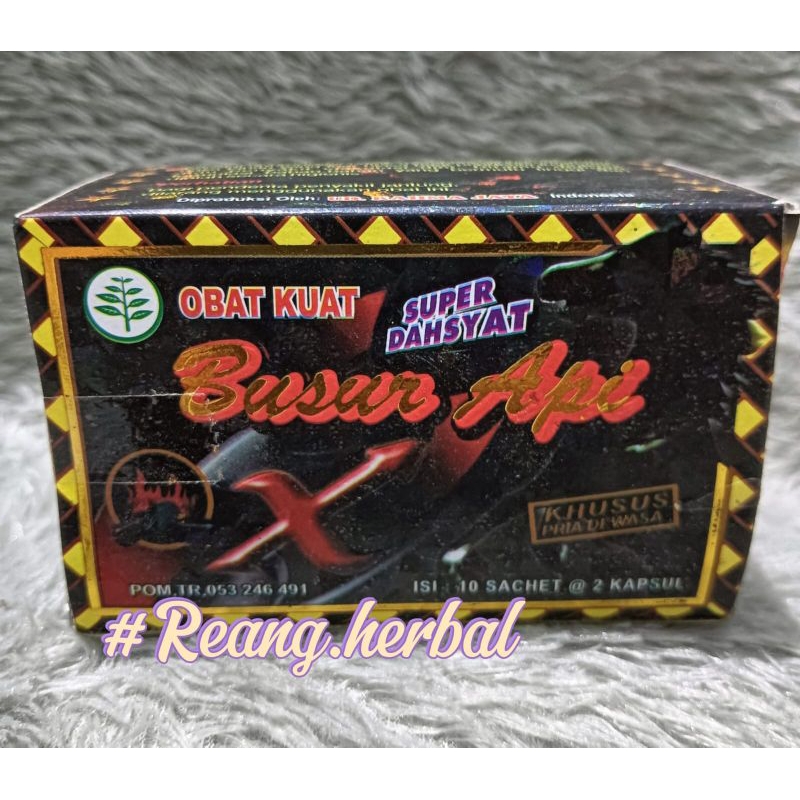 Diproduksi Oleh: Indonesia
OBAT KUAT
SUPER
DAHSYAT
Busur Api
X
KHUSUS
PRIA DEWASA
POM.TR.053 246 491
ISI : 10 SACHET @ 2 KAPSUL
# Reang.herbal